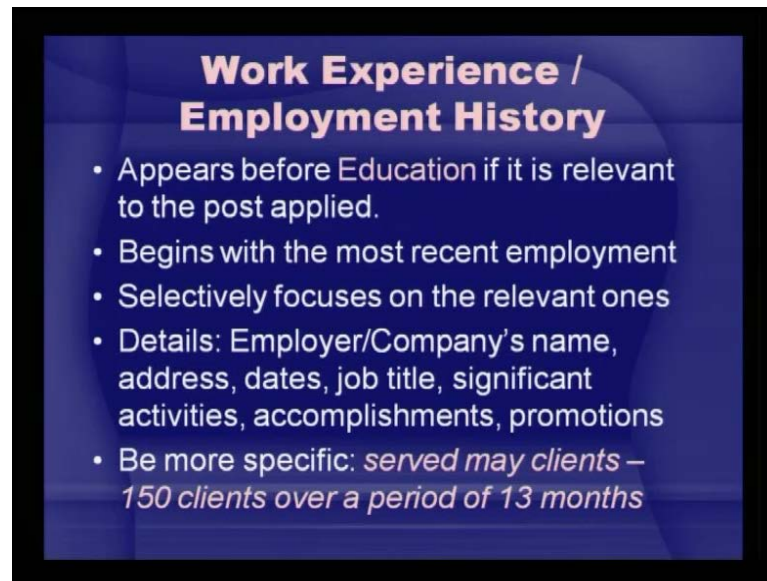 Work Experience /
Employment History
• Appears before Education if it is relevant
to the post applied.
• Begins with the most recent employment
• Selectively focuses on the relevant ones
• Details: Employer/Company's name,
address, dates, job title, significant
activities, accomplishments, promotions
• Be more specific: served may clients –
150 clients over a period of 13 months